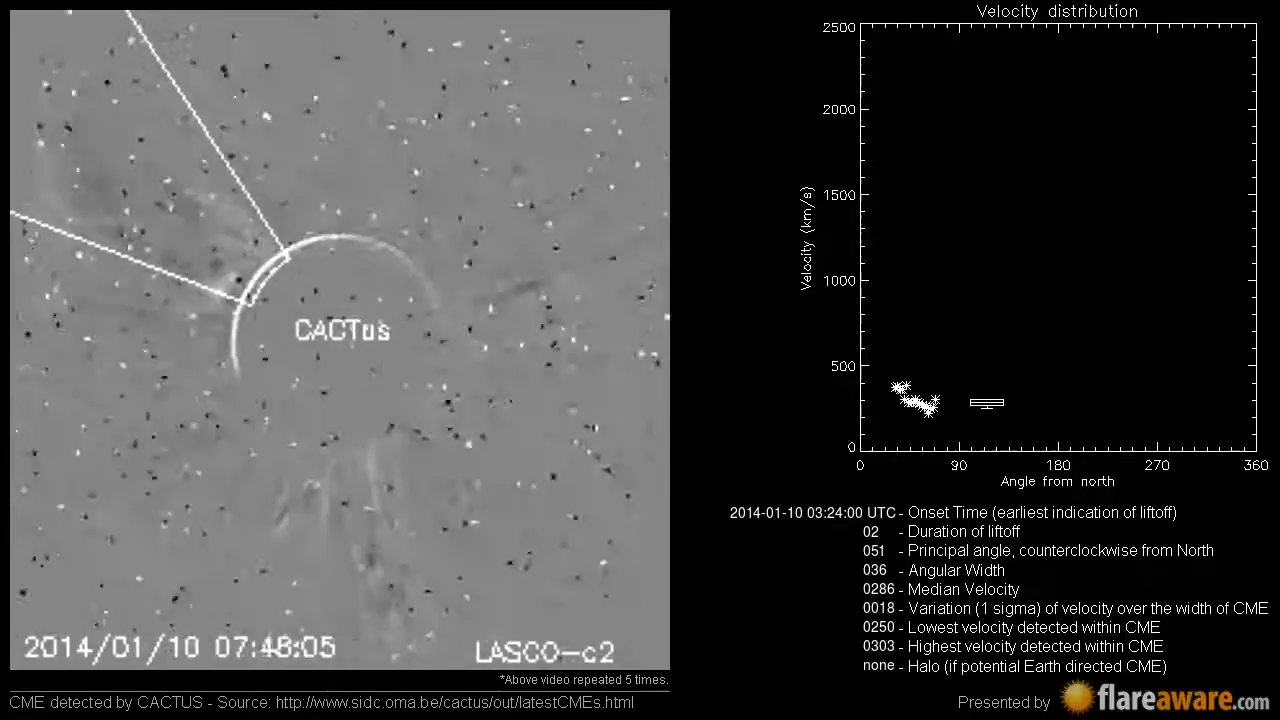 CACTus
2014/01/10 07:48:05
LASCO-c2
*Above video repeated 5 times.
CME detected by CACTUS - Source: http://www.sidc.oma.be/cactus/out/latestCMEs.html
Velocity distribution
2500
2000
1500
1000
500
0
Velocity (km/s)
0 90 180 270 360
Angle from north
2014-01-10 03:24:00 UTC - Onset Time (earliest indication of liftoff)
02 - Duration of liftoff
051 - Principal angle, counterclockwise from North
036 - Angular Width
0286 - Median Velocity
0018 - Variation (1 sigma) of velocity over the width of CME
0250 - Lowest velocity detected within CME
0303 - Highest velocity detected within CME
none - Halo (if potential Earth directed CME)
Presented by flareaware.com